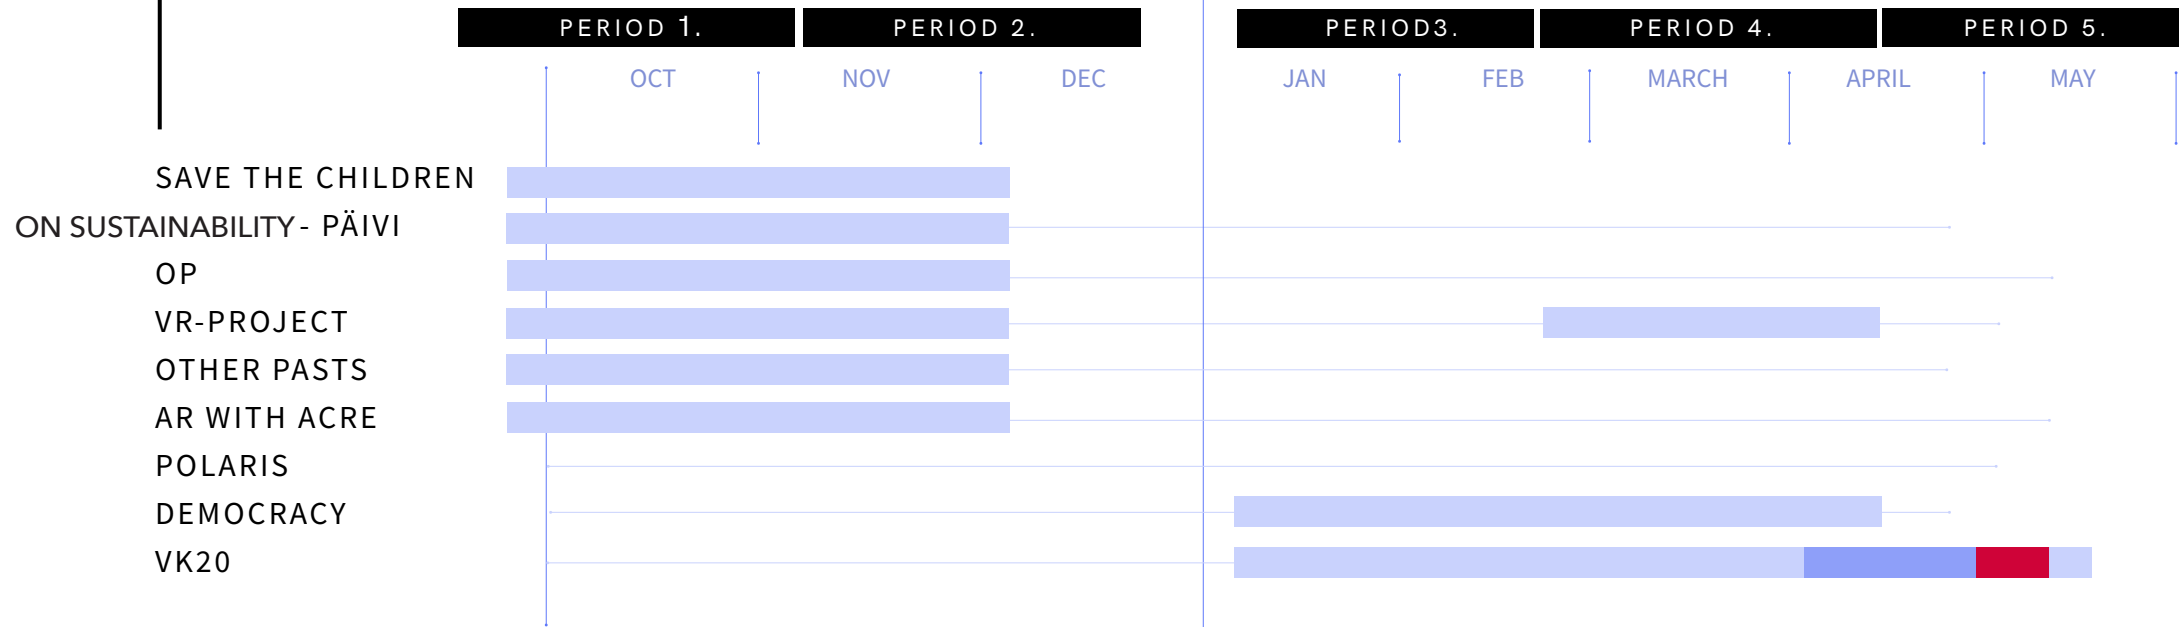 PERIOD 1. PERIOD 2. PERIOD3. PERIOD 4. PERIOD 5.
OCT NOV DEC JAN FEB MARCH APRIL MAY
SAVE THE CHILDREN
ON SUSTAINABILITY - PÄIVI
OP
VR-PROJECT
OTHER PASTS
AR WITH ACRE
POLARIS
DEMOCRACY
VK20